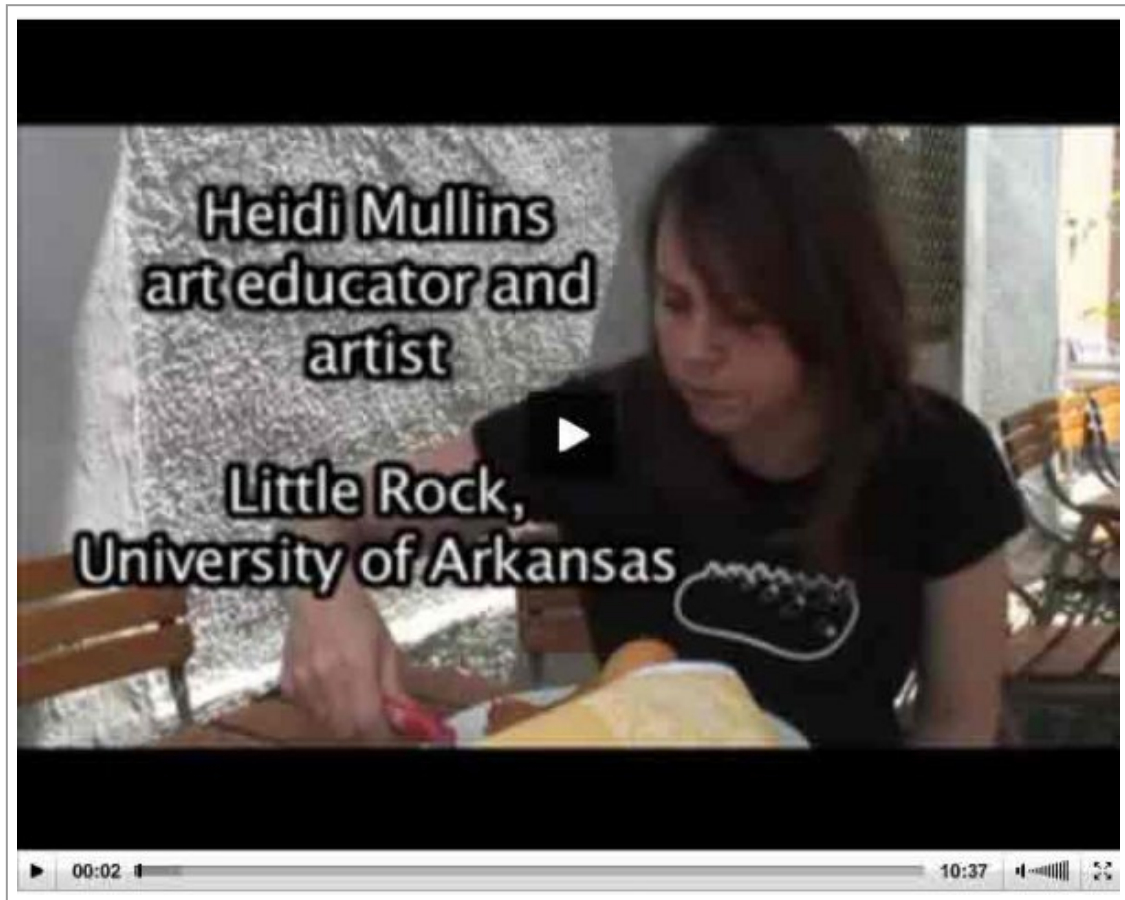 Heidi Mullins
art educator and
artist
Little Rock,
University of Arkansas
00:02
10:37